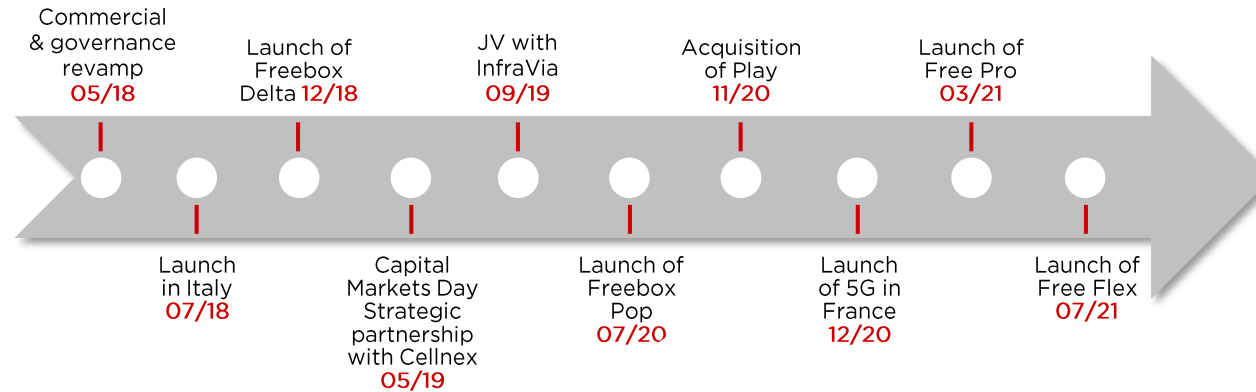 Commercial
& governance
revamp
05/18
Launch
in Italy
07/18
Launch of
Freebox
Delta 12/18
Capital
Markets Day
Strategic
partnership
with Cellnex
05/19
JV with
InfraVia
09/19
Launch of
Freebox
Pop
07/20
Acquisition
of Play
11/20
Launch
of 5G in
France
12/20
Launch of
Free Pro
03/21
Launch of
Free Flex
07/21